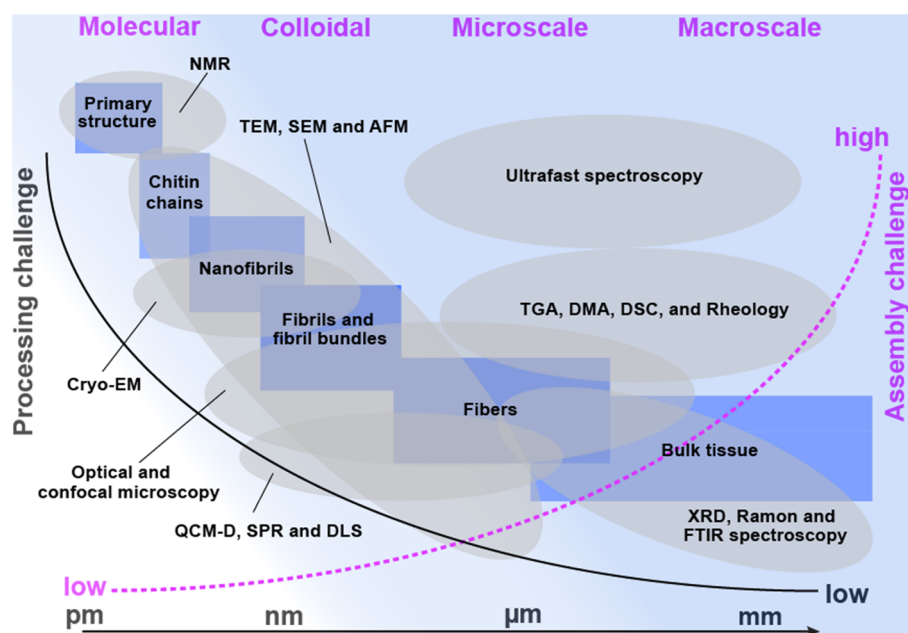 Molecular
Colloidal
Microscale
Macroscale
NMR
Primary
structure
TEM, SEM and AFM
high
Ultrafast spectroscopy
Chitin
chains
Processing challenge
Assembly challenge
Nanofibrils
TGA, DMA, DSC, and Rheology
Fibrils and
fibril bundles
Cryo-EM
Fibers
Bulk tissue
Optical and
confocal microscopy
QCM-D, SPR and DLS
XRD, Ramon and
FTIR spectroscopy
low
low
pm
nm
µm
mm